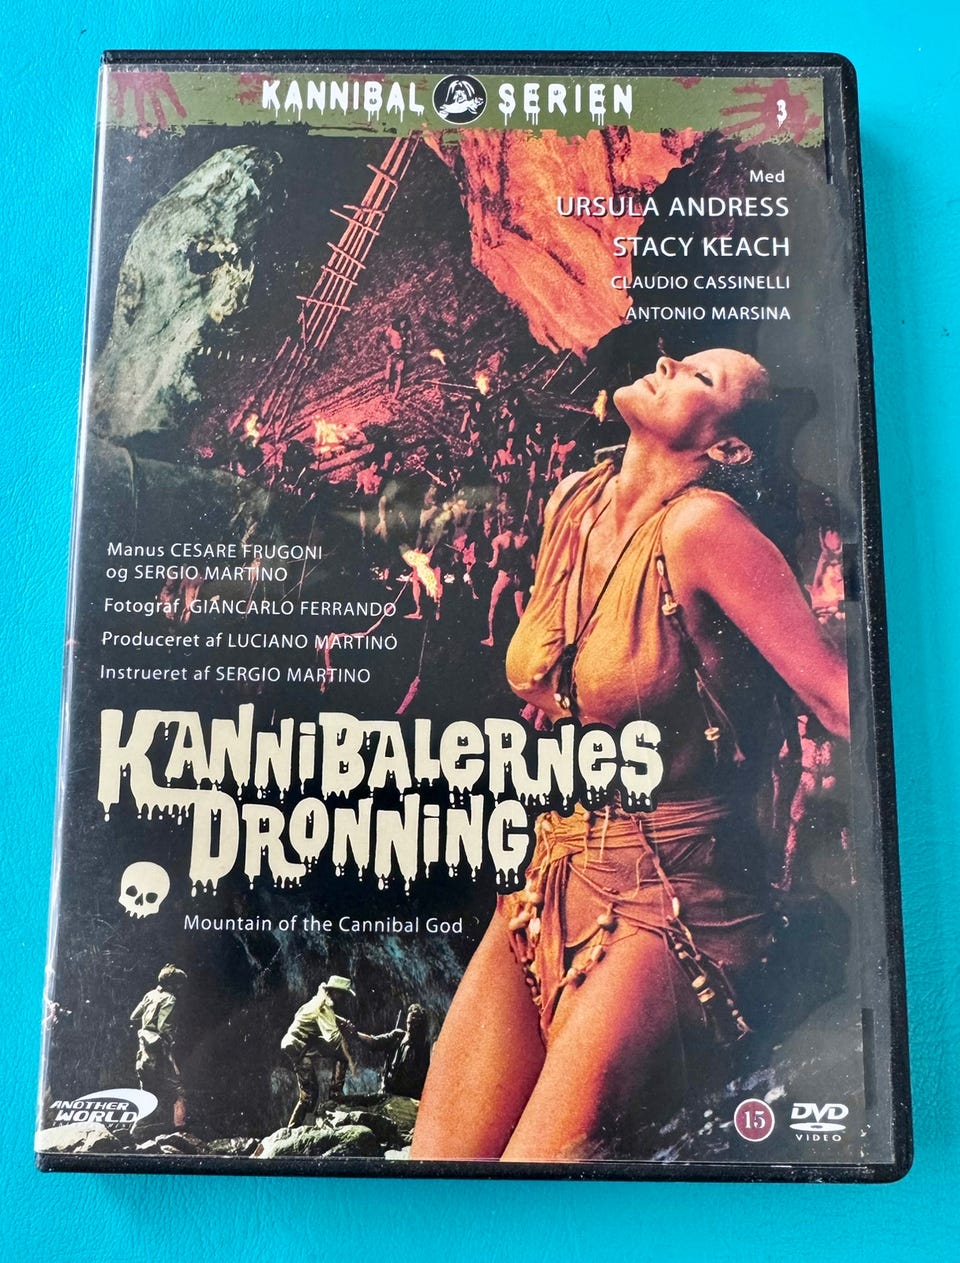 KANNIBAL SERIEN
3
Med
URSULA ANDRESS
STACY KEACH
CLAUDIO CASSINELLI
ANTONIO MARSINA
Manus CESARE FRUGONI
og SERGIO MARTINO
Fotograf GIANCARLO FERRANDO
Produceret af LUCIANO MARTINO
Instrueret af SERGIO MARTINO
KANNiBALeRNes
DRONNiNG
Mountain of the Cannibal God
ANOTHER
WORLD
ENTERTAINMENT
15
DVD
VIDEO